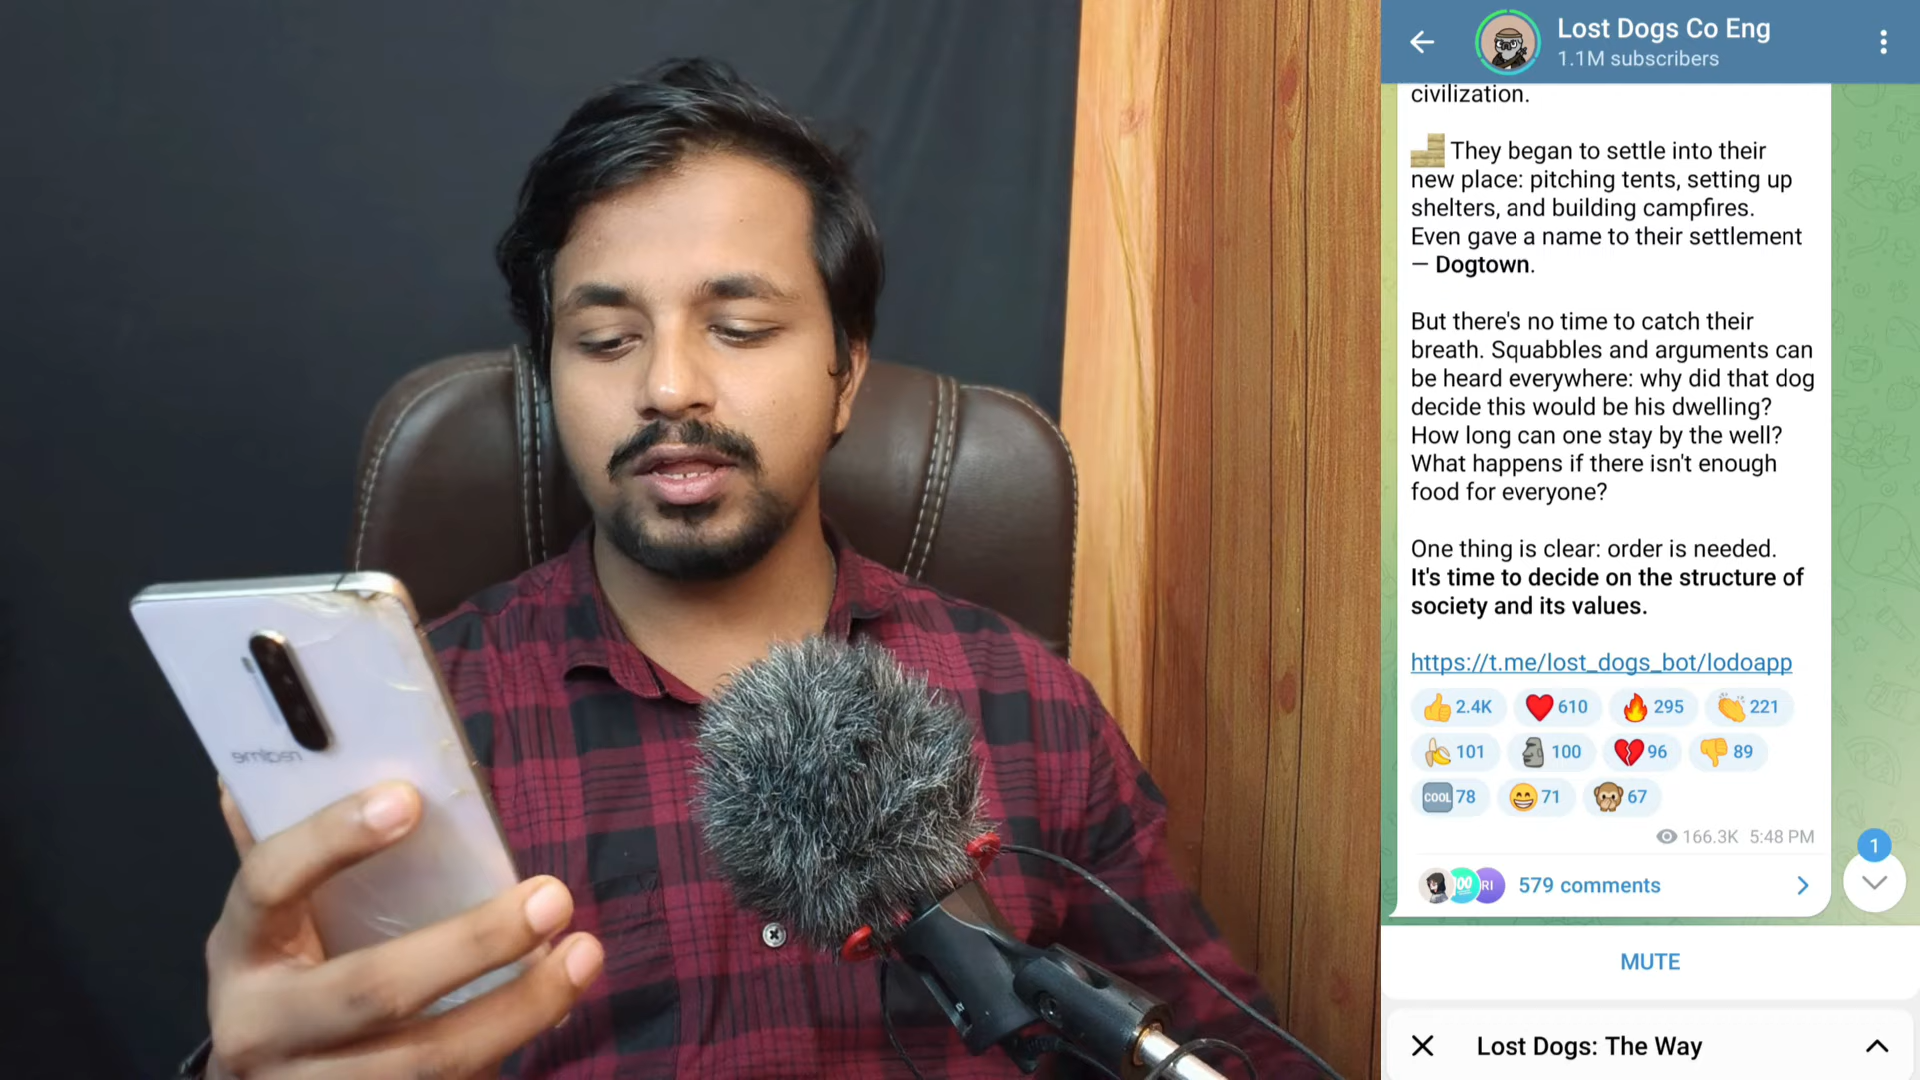 Lost Dogs Co Eng
1.1M subscribers
civilization.
They began to settle into their
new place: pitching tents, setting up
shelters, and building campfires.
Even gave a name to their settlement
— Dogtown.
But there's no time to catch their
breath. Squabbles and arguments can
be heard everywhere: why did that dog
decide this would be his dwelling?
How long can one stay by the well?
What happens if there isn't enough
food for everyone?
One thing is clear: order is needed.
It's time to decide on the structure of
society and its values.
https://t.me/lost_dogs_bot/lodoapp
2.4K 610 295 221
101 100 96 89
COOL 78 71 67
166.3K 5:48 PM
1
100 RI 579 comments
MUTE
Lost Dogs: The Way
realme